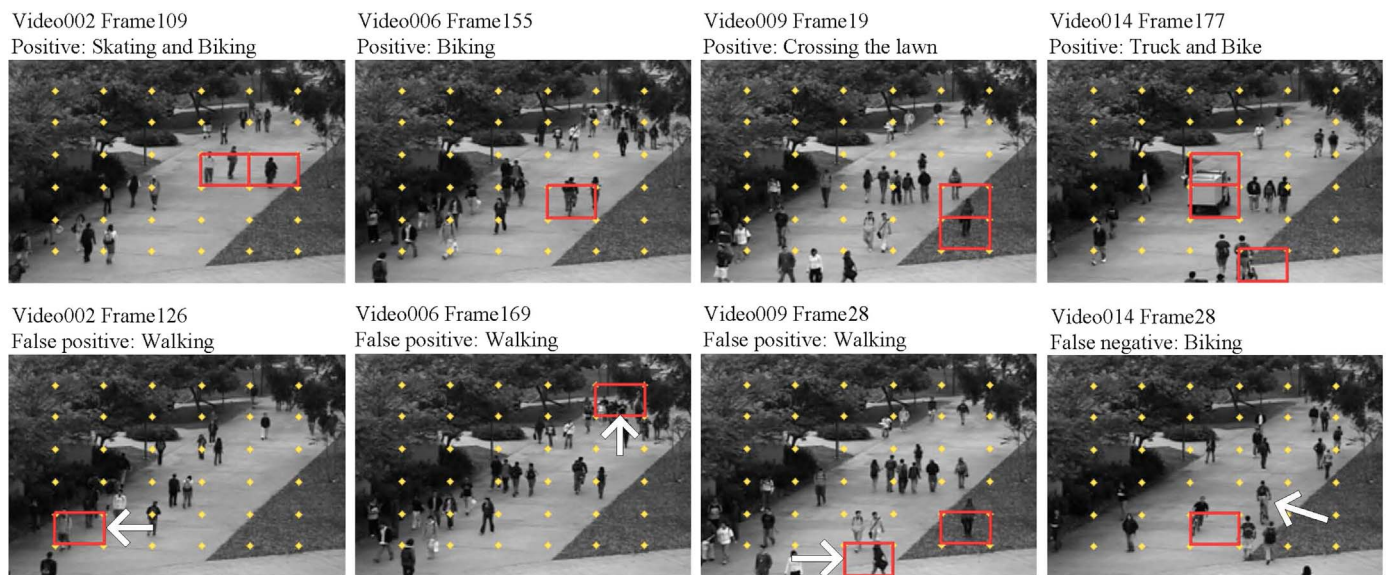 Video002 Frame109
Positive: Skating and Biking
Video006 Frame155
Positive: Biking
Video009 Frame19
Positive: Crossing the lawn
Video014 Frame177
Positive: Truck and Bike
Video002 Frame126
False positive: Walking
Video006 Frame169
False positive: Walking
Video009 Frame28
False positive: Walking
Video014 Frame28
False negative: Biking